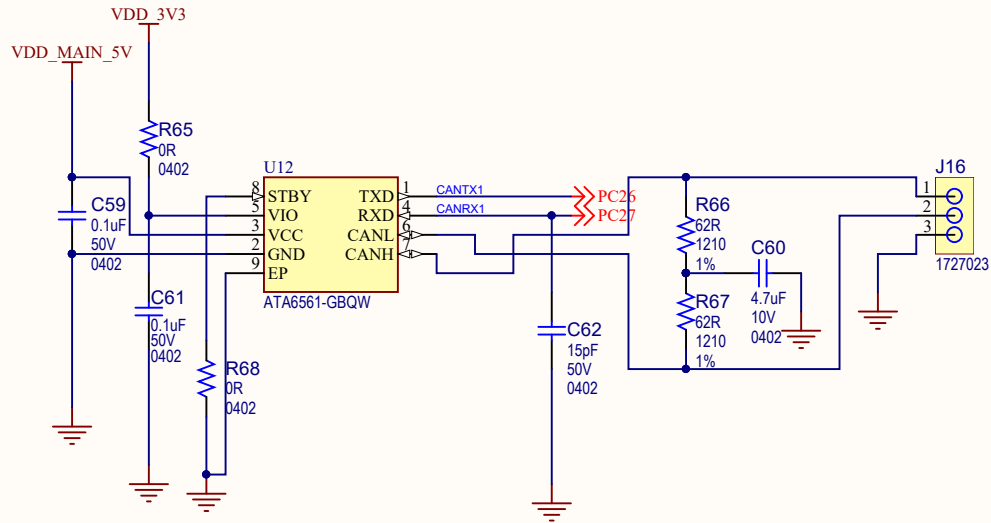 VDD_3V3
VDD_MAIN_5V
R65
0R
0402
U12
8
STBY
TXD
1
CANTX1
PC26
5
VIO
RXD
4
CANRX1
PC27
3
VCC
CANL
6
2
GND
CANH
7
9
EP
ATA6561-GBQW
C59
0.1uF
50V
0402
C61
0.1uF
50V
0402
R68
0R
0402
C62
15pF
50V
0402
R66
62R
1210
1%
C60
4.7uF
10V
0402
R67
62R
1210
1%
J16
1
2
3
1727023